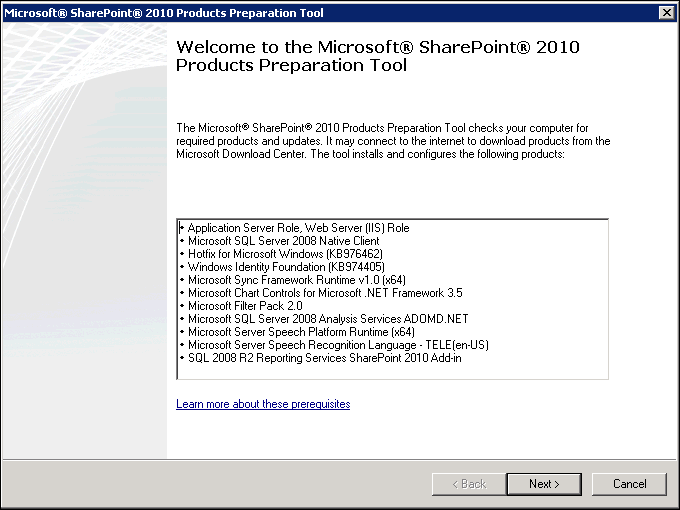 Microsoft® SharePoint® 2010 Products Preparation Tool
Welcome to the Microsoft® SharePoint® 2010
Products Preparation Tool
The Microsoft® SharePoint® 2010 Products Preparation Tool checks your computer for
required products and updates. It may connect to the internet to download products from the
Microsoft Download Center. The tool installs and configures the following products:
• Application Server Role, Web Server (IIS) Role
• Microsoft SQL Server 2008 Native Client
• Hotfix for Microsoft Windows (KB976462)
• Windows Identity Foundation (KB974405)
• Microsoft Sync Framework Runtime v1.0 (x64)
• Microsoft Chart Controls for Microsoft .NET Framework 3.5
• Microsoft Filter Pack 2.0
• Microsoft SQL Server 2008 Analysis Services ADOMD.NET
• Microsoft Server Speech Platform Runtime (x64)
• Microsoft Server Speech Recognition Language - TELE(en-US)
• SQL 2008 R2 Reporting Services SharePoint 2010 Add-in
Learn more about these prerequisites
< Back
Next >
Cancel